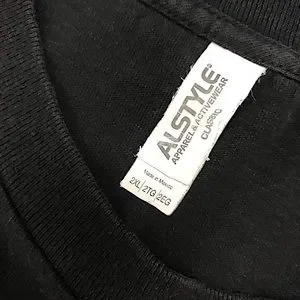 ALSTYLE
APPAREL & ACTIVEWEAR
CLASSIC
Made in Mexico
2XL/2TG/2EG